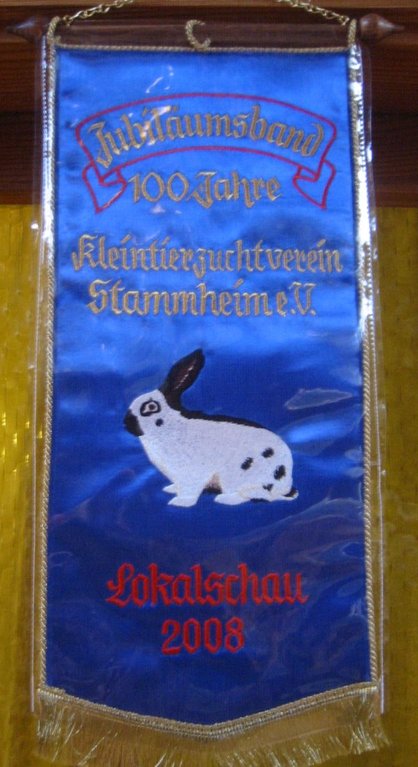 Jubiläumsband
100 Jahre
Kleintierzuchtverein
Stammheim e.V.
Lokalschau
2008